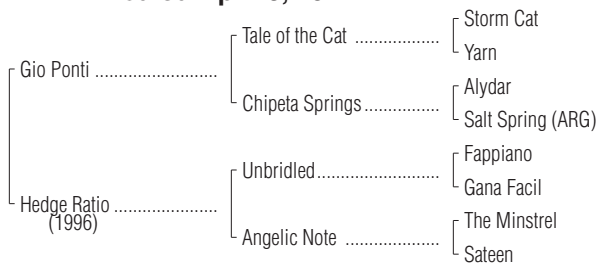 Storm Cat
Tale of the Cat ...................
Yarn
Gio Ponti ...........................
Alydar
Chipeta Springs .................
Salt Spring (ARG)
Fappiano
Unbridled...........................
Gana Facil
Hedge Ratio .......................
(1996)
The Minstrel
Angelic Note .....................
Sateen